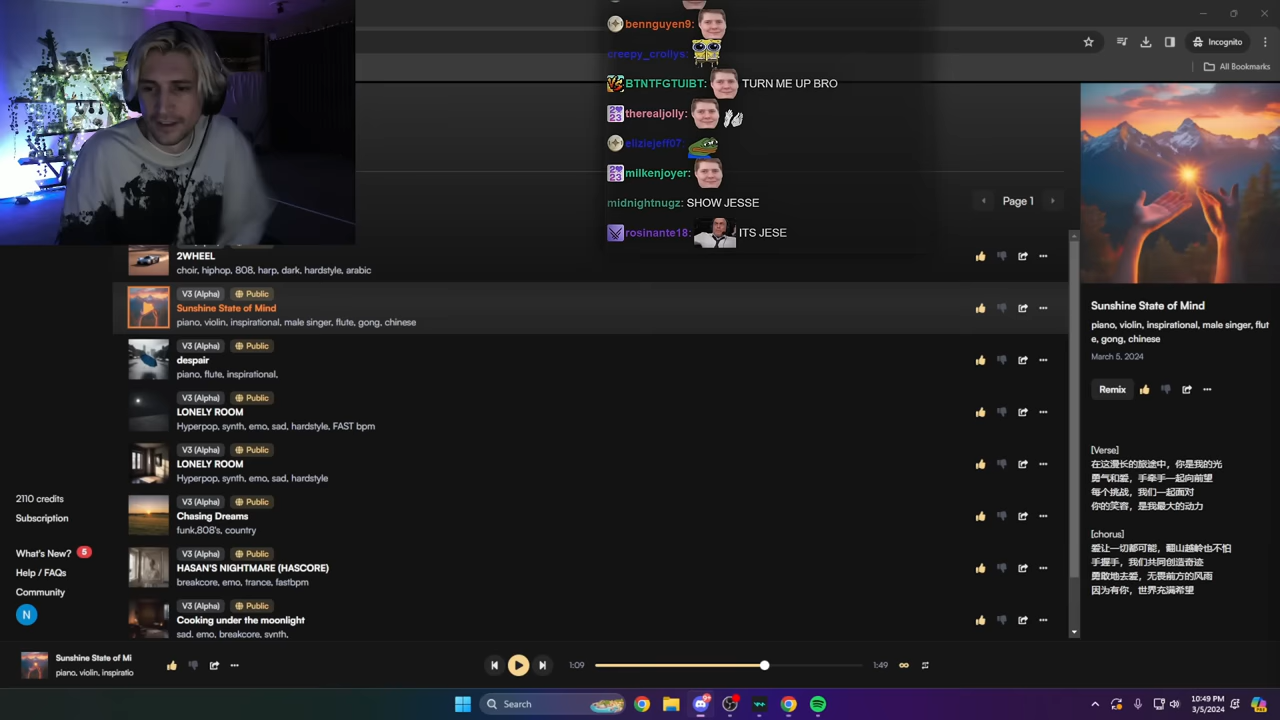 bennguyen9:
creepy_crollys:
BTNTFGTUIBT: TURN ME UP BRO
therealjolly:
eliziejeff07:
milkenjoyer:
midnightnugz: SHOW JESSE
rosinante18: ITS JESE
Incognito
All Bookmarks
Page 1
2WHEEL
choir, hiphop, 808, harp, dark, hardstyle, arabic
V3 (Alpha) Public
Sunshine State of Mind
piano, violin, inspirational, male singer, flute, gong, chinese
V3 (Alpha) Public
despair
piano, flute, inspirational,
V3 (Alpha) Public
LONELY ROOM
Hyperpop, synth, emo, sad, hardstyle, FAST bpm
V3 (Alpha) Public
LONELY ROOM
Hyperpop, synth, emo, sad, hardstyle
V3 (Alpha) Public
Chasing Dreams
funk,808's, country
V3 (Alpha) Public
HASAN'S NIGHTMARE (HASCORE)
breakcore, emo, trance, fastbpm
V3 (Alpha) Public
Cooking under the moonlight
sad, emo, breakcore, synth,
2110 credits
Subscription
What's New? 5
Help / FAQs
Community
N
Sunshine State of Mind
piano, violin, inspirational, male singer, flut
e, gong, chinese
March 5, 2024
Remix
[Verse]
在这漫长的旅途中，你是我的光
勇气和爱，手牵手一起向前望
每个挑战，我们一起面对
你的笑容，是我最大的动力
[chorus]
爱让一切都可能，翻山越岭也不怕
手握手，我们共同创造奇迹
勇敢地去爱，无畏前方的风雨
因为有你，世界充满希望
Sunshine State of Mi
piano, violin, inspiratio
1:09
1:49
Search
10:49 PM
3/5/2024